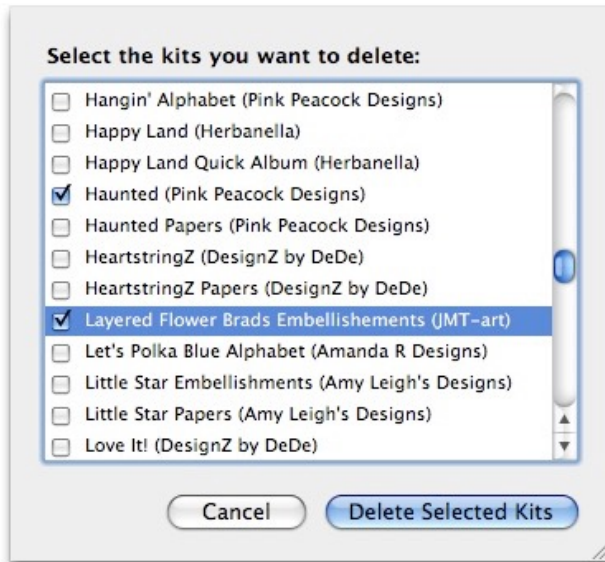 Select the kits you want to delete:
Hangin' Alphabet (Pink Peacock Designs)
Happy Land (Herbanella)
Happy Land Quick Album (Herbanella)
Haunted (Pink Peacock Designs)
Haunted Papers (Pink Peacock Designs)
HeartstringZ (DesignZ by DeDe)
HeartstringZ Papers (DesignZ by DeDe)
Layered Flower Brads Embellishements (JMT-art)
Let's Polka Blue Alphabet (Amanda R Designs)
Little Star Embellishments (Amy Leigh's Designs)
Little Star Papers (Amy Leigh's Designs)
Love It! (DesignZ by DeDe)
Cancel
Delete Selected Kits